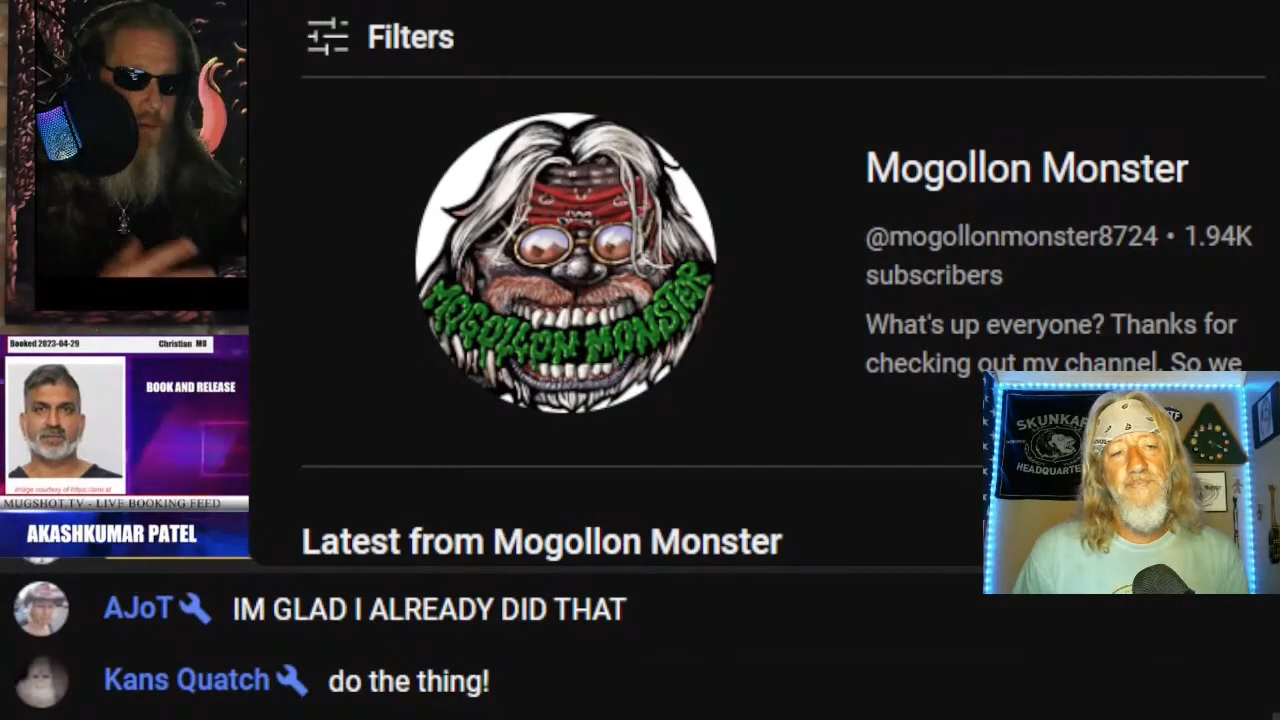 Filters
MOGOLLON MONSTER
Mogollon Monster
@mogollonmonster8724 • 1.94K
subscribers
What's up everyone? Thanks for
checking out my channel. So we
Booked 2023-04-29 Christian MO
BOOK AND RELEASE
MUGSHOT.TV - LIVE BOOKING FEED
AKASHKUMAR PATEL
SKUNKAP
HEADQUARTE
Latest from Mogollon Monster
AJoT IM GLAD I ALREADY DID THAT
Kans Quatch do the thing!